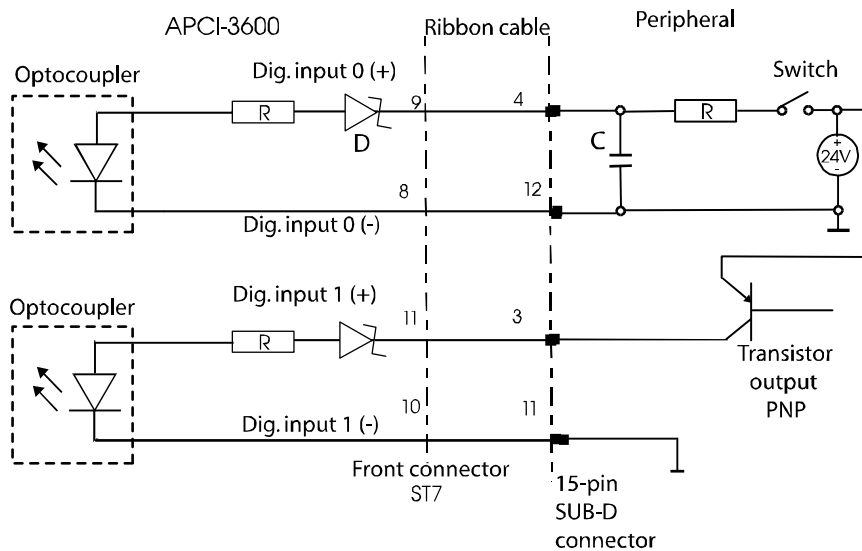 APCI-3600
Ribbon cable
Peripheral
Optocoupler
Dig. input 0 (+)
Switch
R
D
9
4
R
C
+
24V
-
8
12
Dig. input 0 (-)
Optocoupler
Dig. input 1 (+)
R
11
3
Transistor
output
PNP
10
11
Dig. input 1 (-)
Front connector
ST7
15-pin
SUB-D
connector